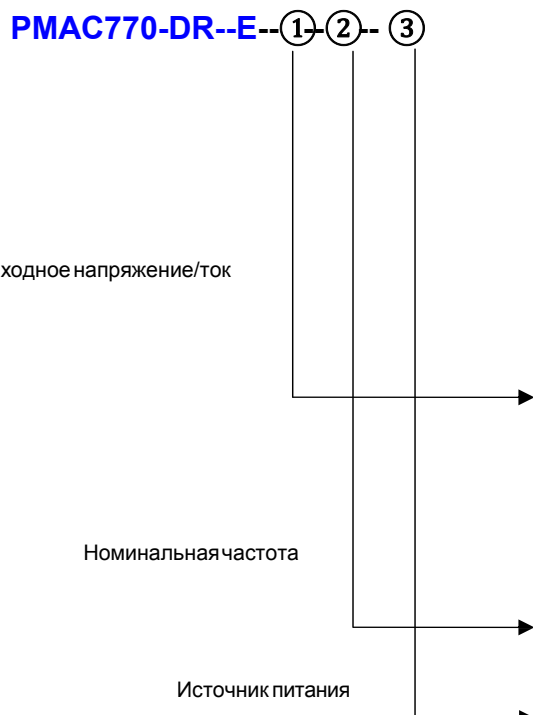 PMAC770-DR--E--①-②-- ③
ходное напряжение/ток
Номинальная частота
Источник питания